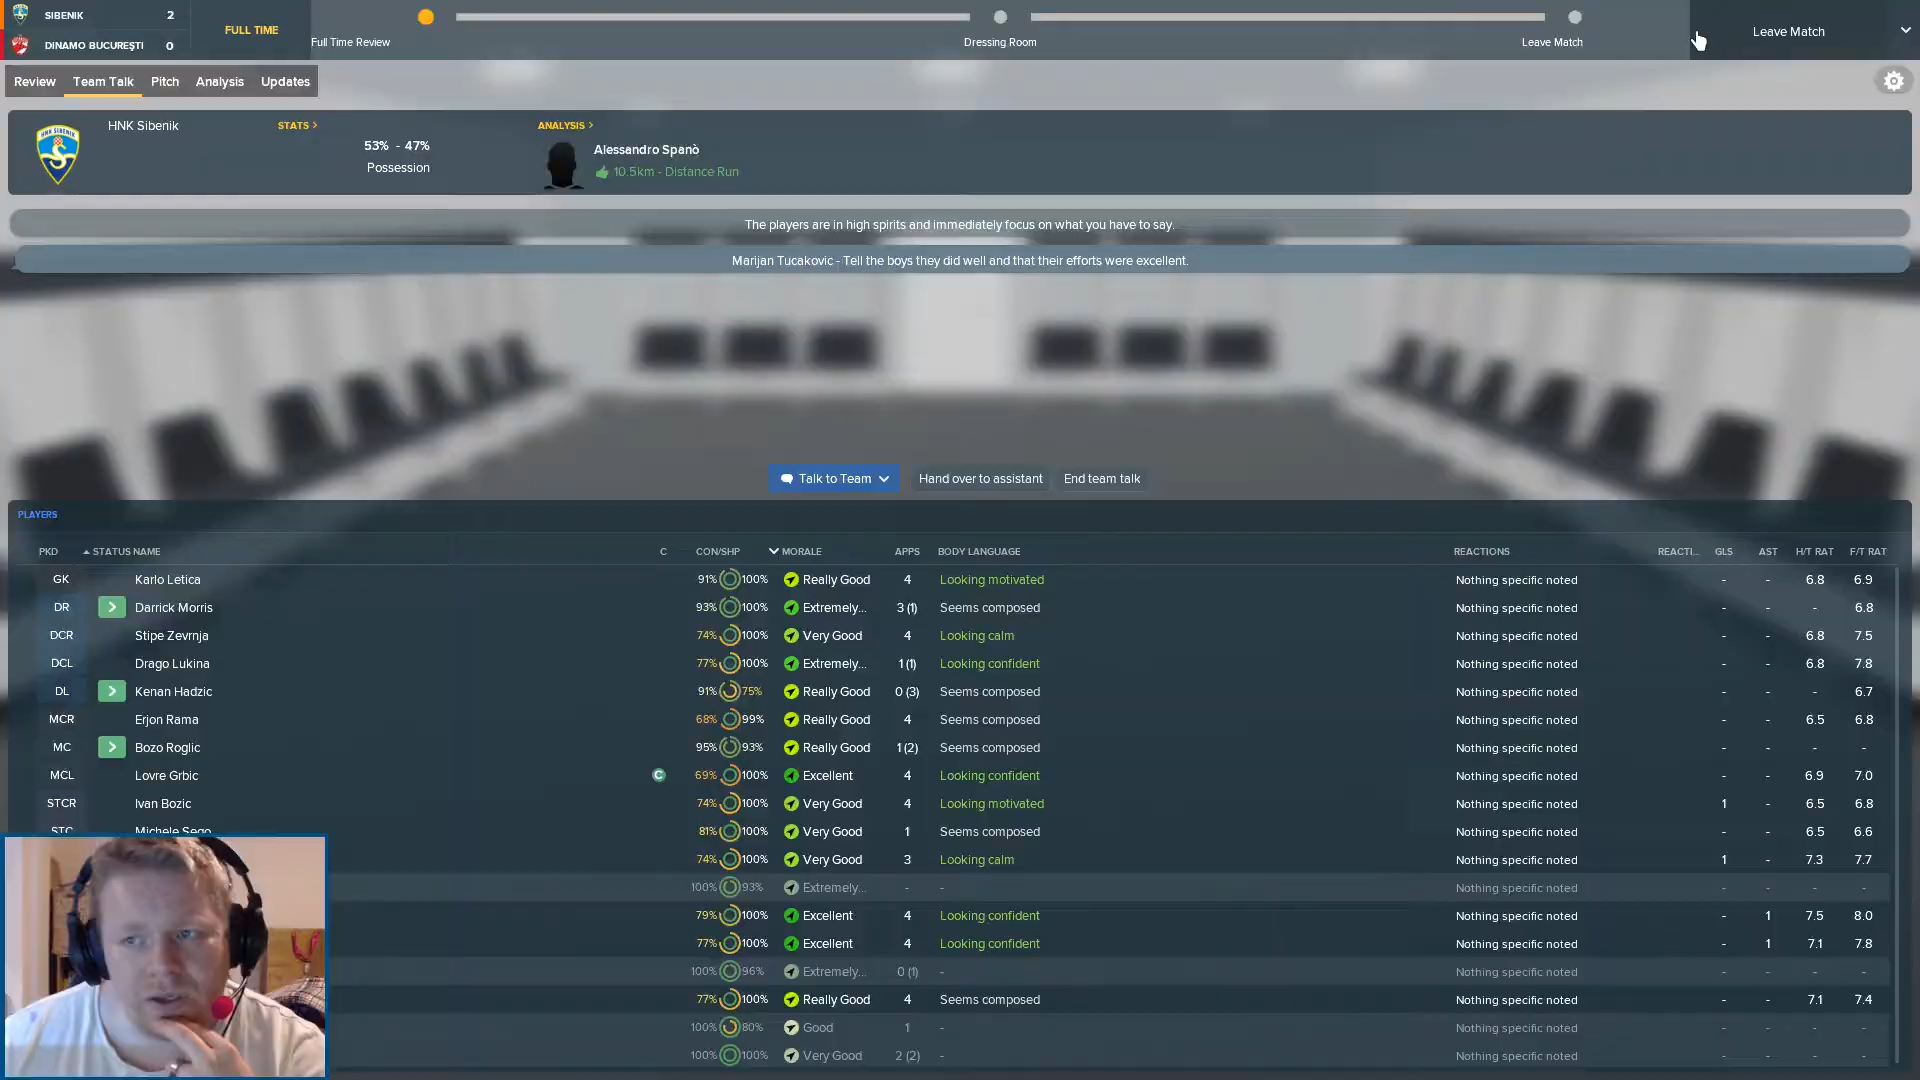 SIBENIK 2
DINAMO BUCUREŞTI 0
FULL TIME
Full Time Review
Dressing Room
Leave Match
Leave Match
Review Team Talk Pitch Analysis Updates
HNK Sibenik
STATS >
53% - 47%
Possession
ANALYSIS >
Alessandro Spanò
10.5km - Distance Run
The players are in high spirits and immediately focus on what you have to say.
Marijan Tucakovic - Tell the boys they did well and that their efforts were excellent.
Talk to Team Hand over to assistant End team talk
PLAYERS
PKD STATUS NAME C CON/SHP MORALE APPS BODY LANGUAGE REACTIONS REACTI... GLS AST H/T RAT F/T RAT
GK Karlo Letica 91% 100% Really Good 4 Looking motivated Nothing specific noted - - 6.8 6.9
DR Darrick Morris 93% 100% Extremely... 3 (1) Seems composed Nothing specific noted - - - 6.8
DCR Stipe Zevrnja 74% 100% Very Good 4 Looking calm Nothing specific noted - - 6.8 7.5
DCL Drago Lukina 77% 100% Extremely... 1 (1) Looking confident Nothing specific noted - - 6.8 7.8
DL Kenan Hadzic 91% 75% Really Good 0 (3) Seems composed Nothing specific noted - - - 6.7
MCR Erjon Rama 68% 99% Really Good 4 Seems composed Nothing specific noted - - 6.5 6.8
MC Bozo Roglic 95% 93% Really Good 1 (2) Seems composed Nothing specific noted - - - -
MCL Lovre Grbic C 69% 100% Excellent 4 Looking confident Nothing specific noted - - 6.9 7.0
STCR Ivan Bozic 74% 100% Very Good 4 Looking motivated Nothing specific noted 1 - 6.5 6.8
STC Michele Sego 81% 100% Very Good 1 Seems composed Nothing specific noted - - 6.5 6.6
74% 100% Very Good 3 Looking calm Nothing specific noted 1 - 7.3 7.7
100% 93% Extremely... - - Nothing specific noted - - - -
79% 100% Excellent 4 Looking confident Nothing specific noted - 1 7.5 8.0
77% 100% Excellent 4 Looking confident Nothing specific noted - 1 7.1 7.8
100% 96% Extremely... 0 (1) - Nothing specific noted - - - -
77% 100% Really Good 4 Seems composed Nothing specific noted - - 7.1 7.4
100% 80% Good 1 - Nothing specific noted - - - -
100% 100% Very Good 2 (2) - Nothing specific noted - - - -